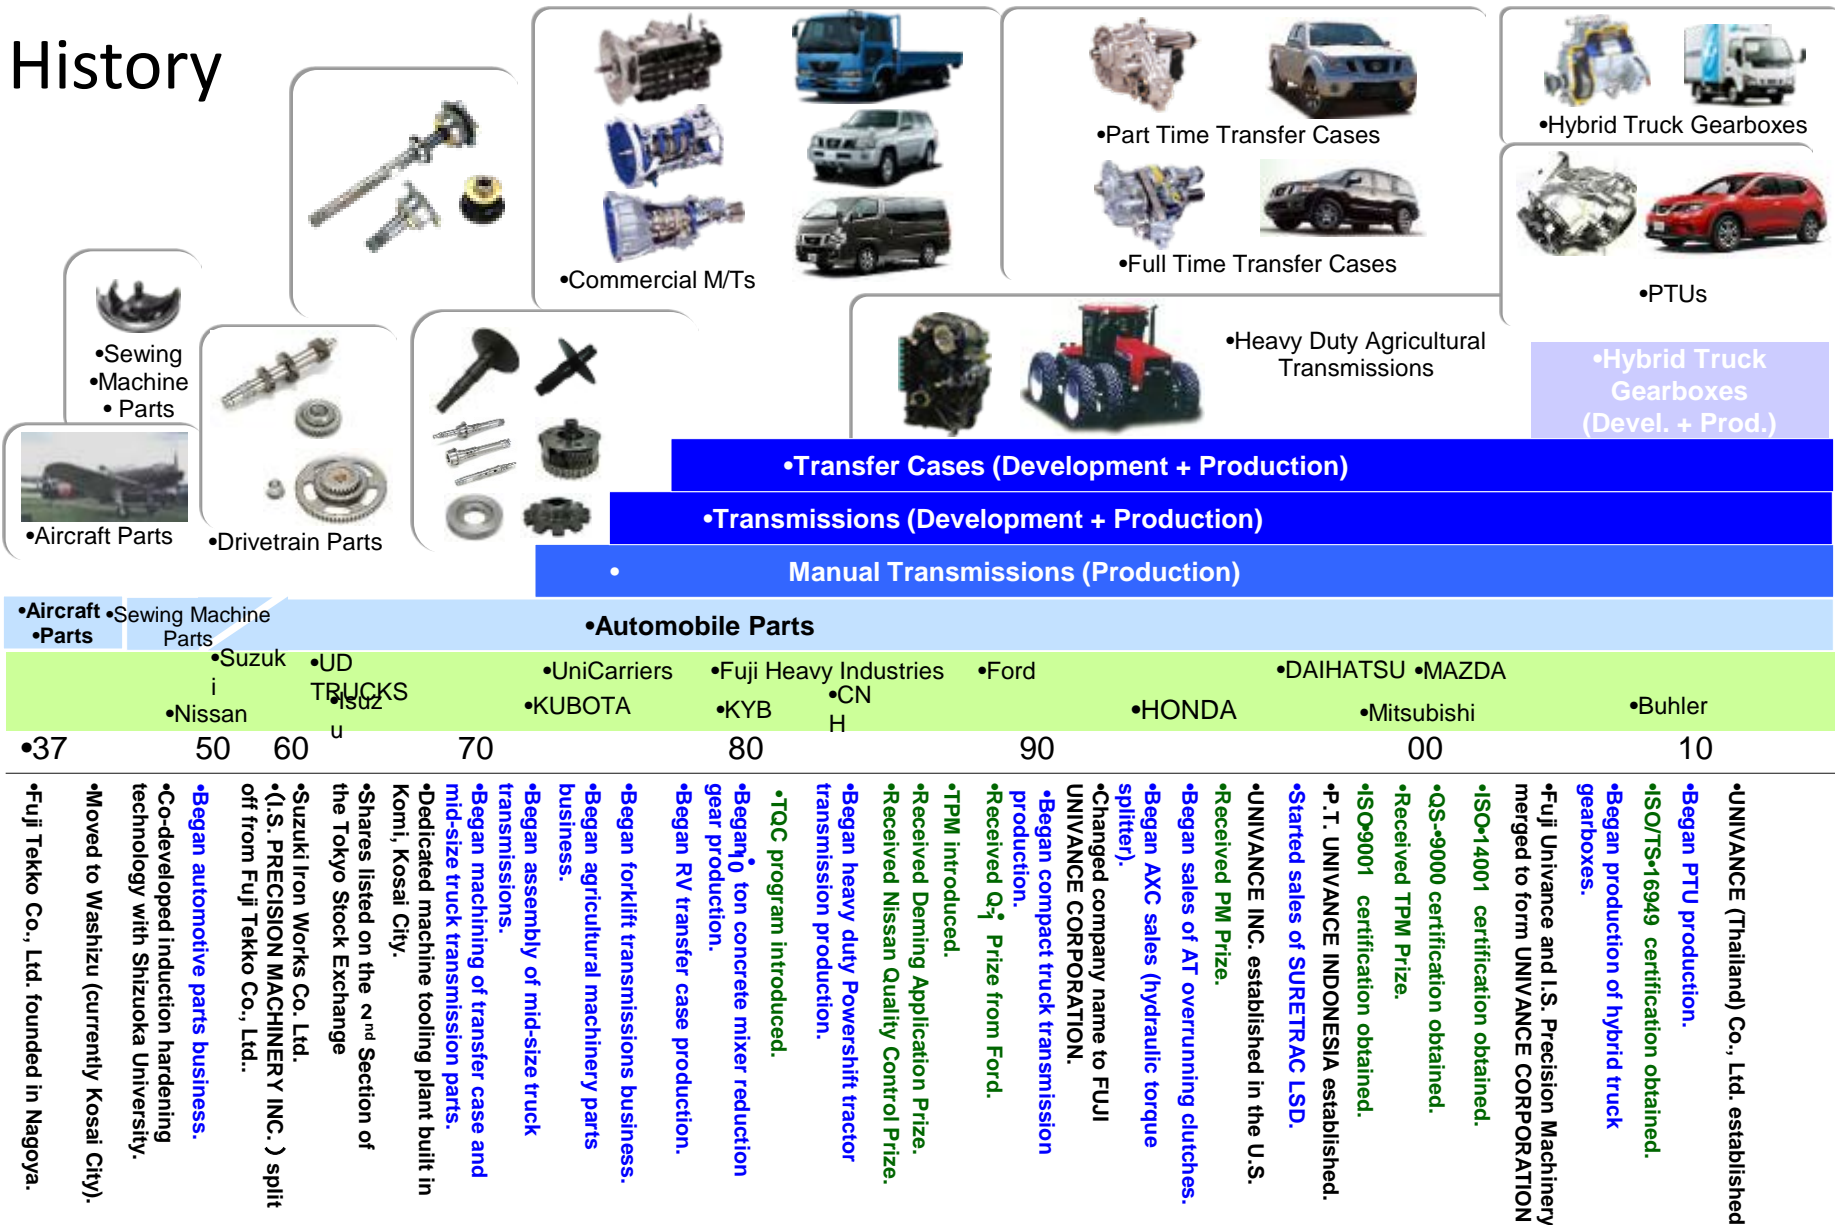 History
•Part Time Transfer Cases
•Full Time Transfer Cases
•Hybrid Truck Gearboxes
•PTUs
•Commercial M/Ts
•Sewing
•Machine
• Parts
•Aircraft Parts
•Drivetrain Parts
•Heavy Duty Agricultural
Transmissions
•Hybrid Truck
Gearboxes
(Devel. + Prod.)
•Transfer Cases (Development + Production)
•Transmissions (Development + Production)
• Manual Transmissions (Production)
•Aircraft
•Parts
•Sewing Machine
Parts
•Automobile Parts
•Suzuk
i
•UD
TRUCKS
•UniCarriers
•Fuji Heavy Industries
•Ford
•DAIHATSU
•MAZDA
•Nissan
•Isuz
u
•KUBOTA
•KYB
•CN
H
•HONDA
•Mitsubishi
•Buhler
•37
50
60
70
80
90
00
10
•Fuji Tekko Co., Ltd. founded in Nagoya.
•Moved to Washizu (currently Kosai City).
•Co-developed induction hardening
technology with Shizuoka University.
•Began automotive parts business.
•Suzuki Iron Works Co. Ltd.
•(I.S. PRECISION MACHINERY INC. ) split
off from Fuji Tekko Co., Ltd..
•Shares listed on the 2nd Section of
the Tokyo Stock Exchange
•Dedicated machine tooling plant built in
Komi, Kosai City.
•Began machining of transfer case and
mid-size truck transmission parts.
•Began assembly of mid-size truck
transmissions.
•Began agricultural machinery parts
business.
•Began forklift transmissions business.
•Began RV transfer case production.
•Began •10 ton concrete mixer reduction
gear production.
•TQC program introduced.
•Began heavy duty Powershift tractor
transmission production.
•Received Nissan Quality Control Prize.
•Received Deming Application Prize.
•TPM introduced.
•Received Q-•1 Prize from Ford.
•Began compact truck transmission
production.
•Changed company name to FUJI
UNIVANCE CORPORATION.
•Began AXC sales (hydraulic torque
splitter).
•Began sales of AT overrunning clutches.
•Received PM Prize.
•UNIVANCE INC. established in the U.S.
•Started sales of SURETRAC LSD.
•P.T. UNIVANCE INDONESIA established.
•ISO•9001 certification obtained.
•Received TPM Prize.
•QS-•9000 certification obtained.
•ISO•14001 certification obtained.
•Fuji Univance and I.S. Precision Machinery
merged to form UNIVANCE CORPORATION
•Began production of hybrid truck
gearboxes.
•ISO/TS•16949 certification obtained.
•Began PTU production.
•UNIVANCE (Thailand) Co., Ltd. established